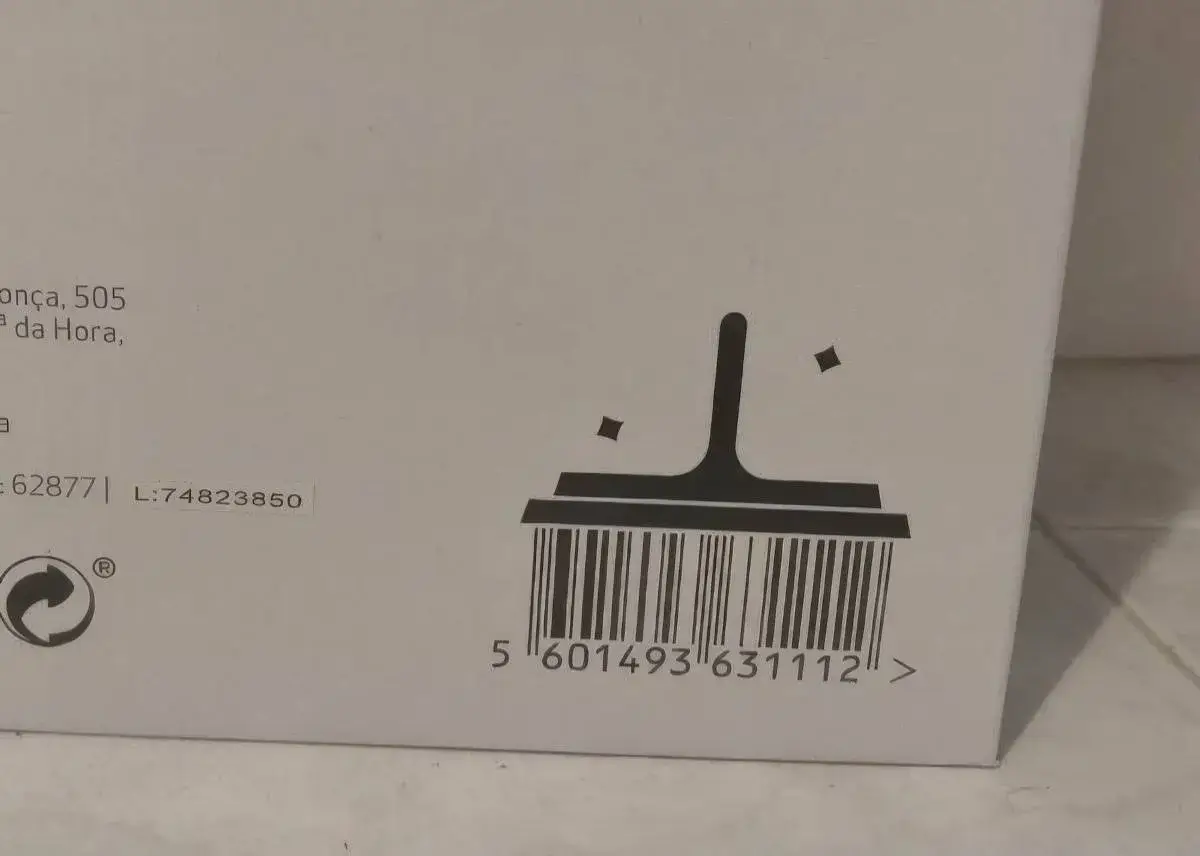 onça, 505
ª da Hora,
a
: 62877 | L:74823850
®
5 601493 631112 >